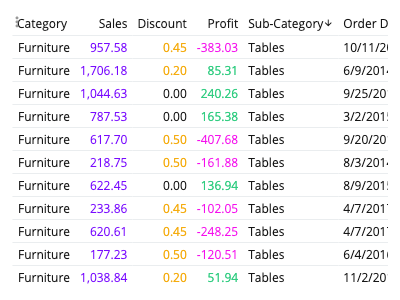 Category Sales Discount Profit Sub-Category↓ Order D
Furniture 957.58 0.45 -383.03 Tables 10/11/20
Furniture 1,706.18 0.20 85.31 Tables 6/9/2014
Furniture 1,044.63 0.00 240.26 Tables 9/25/201
Furniture 787.53 0.00 165.38 Tables 3/2/2015
Furniture 617.70 0.50 -407.68 Tables 9/20/201
Furniture 218.75 0.50 -161.88 Tables 8/3/2014
Furniture 622.45 0.00 136.94 Tables 8/9/2015
Furniture 233.86 0.45 -102.05 Tables 4/7/2017
Furniture 620.61 0.45 -248.25 Tables 4/7/2017
Furniture 177.23 0.50 -120.51 Tables 6/4/2016
Furniture 1,038.84 0.20 51.94 Tables 11/2/201